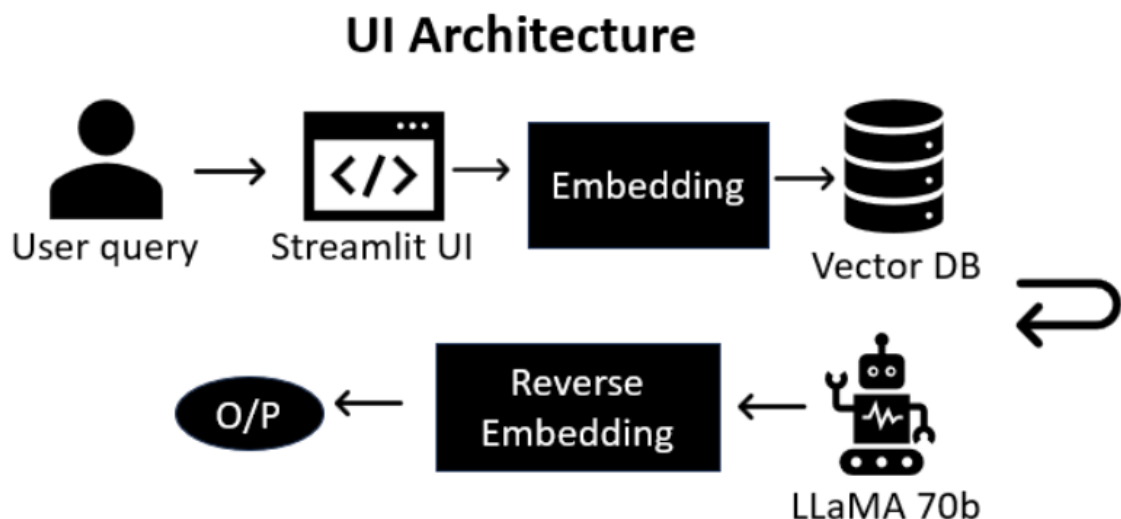 UI Architecture
</>
Embedding
User query
Streamlit UI
Vector DB
O/P
Reverse
Embedding
LLaMA 70b